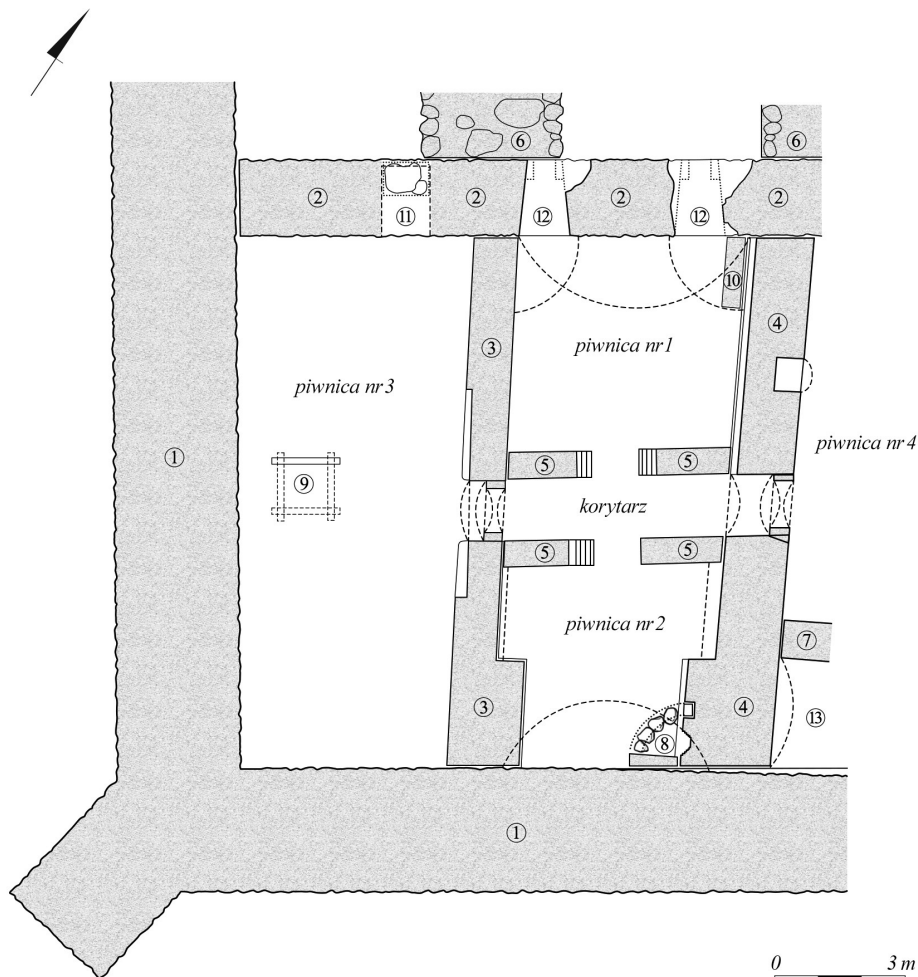 ⑥ ⑥
② ② ② ②
⑪ ⑫ ⑫
⑩
④
③ piwnica nr 1
piwnica nr 3
piwnica nr 4
① ⑤ ⑤
⑨ korytarz
⑤ ⑤
piwnica nr 2 ⑦
③ ④
⑧ ⑬
①
0 3 m